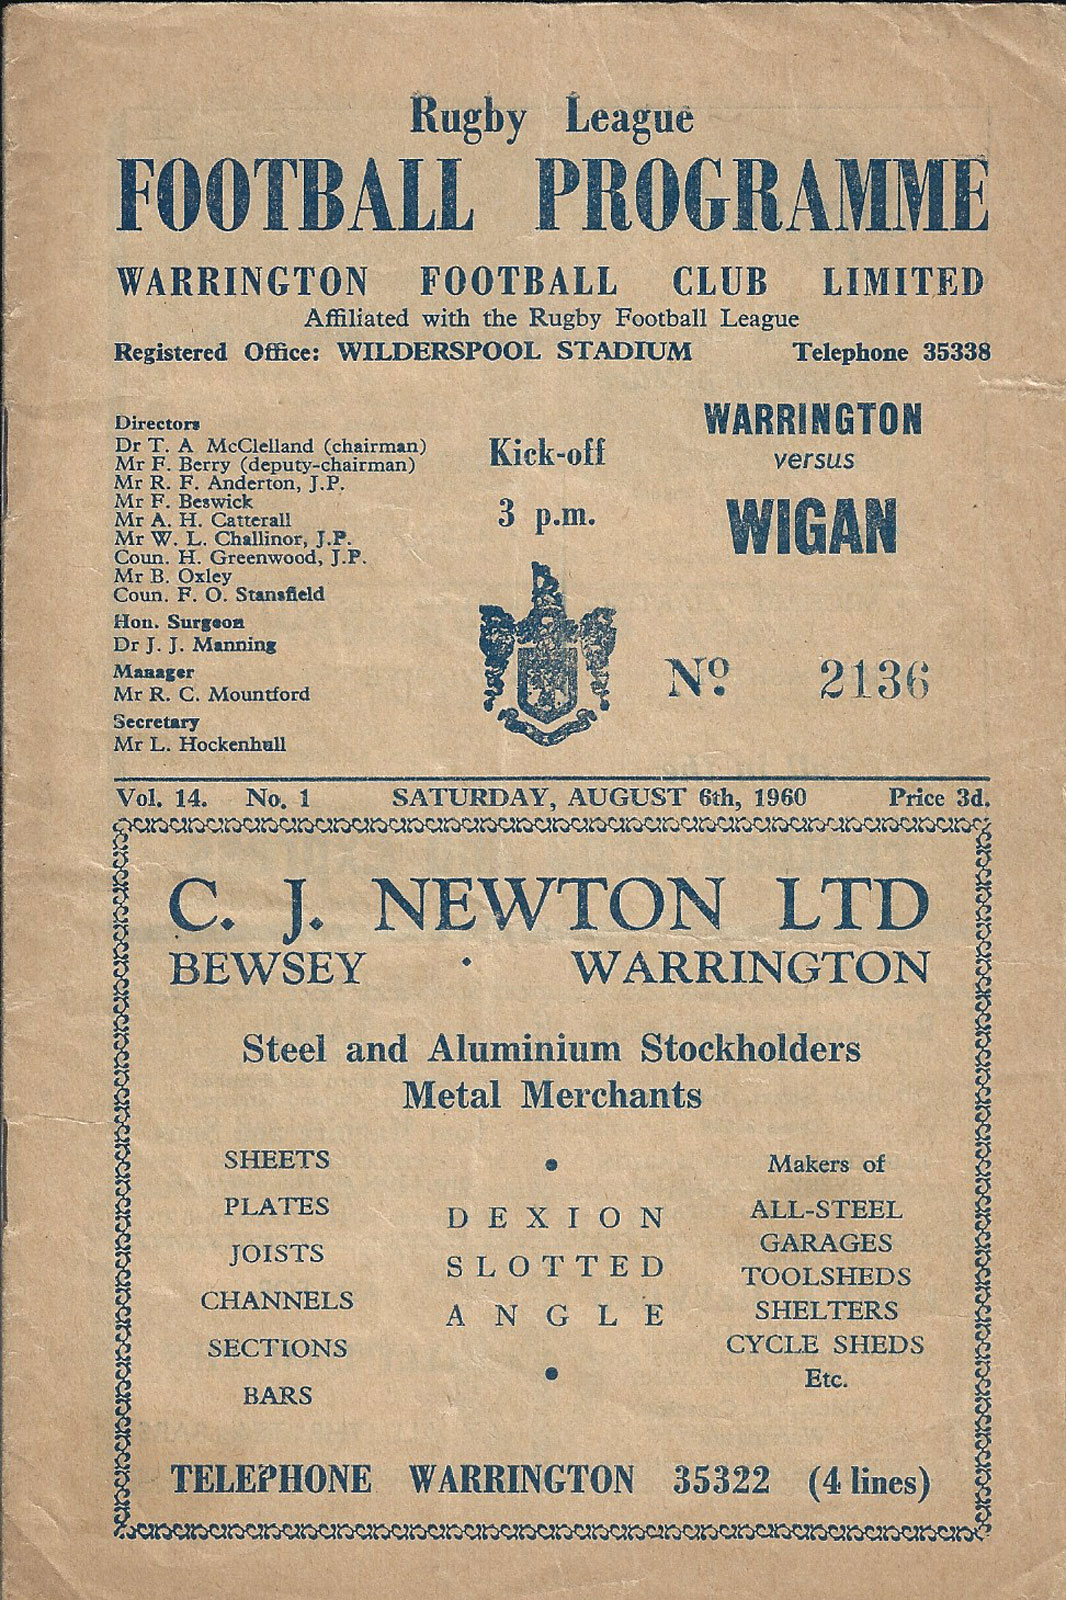 Rugby League
FOOTBALL PROGRAMME
WARRINGTON FOOTBALL CLUB LIMITED
Affiliated with the Rugby Football League
Registered Office: WILDERSPOOL STADIUM Telephone 35338
Directors
Dr T. A McClelland (chairman)
Mr F. Berry (deputy-chairman)
Mr R. F. Anderton, J.P.
Mr F. Beswick
Mr A. H. Catterall
Mr W. L. Challinor, J.P.
Coun. H. Greenwood, J.P.
Mr B. Oxley
Coun. F. O. Stansfield
Hon. Surgeon
Dr J. J. Manning
Manager
Mr R. C. Mountford
Secretary
Mr L. Hockenhull
Kick-off
3 p.m.
WARRINGTON
versus
WIGAN
Nº 2136
Vol. 14. No. 1 SATURDAY, AUGUST 6th, 1960 Price 3d.
C. J. NEWTON LTD
BEWSEY · WARRINGTON
Steel and Aluminium Stockholders
Metal Merchants
SHEETS
PLATES
JOISTS
CHANNELS
SECTIONS
BARS
DEXION
SLOTTED
ANGLE
Makers of
ALL-STEEL
GARAGES
TOOLSHEDS
SHELTERS
CYCLE SHEDS
Etc.
TELEPHONE WARRINGTON 35322 (4 lines)